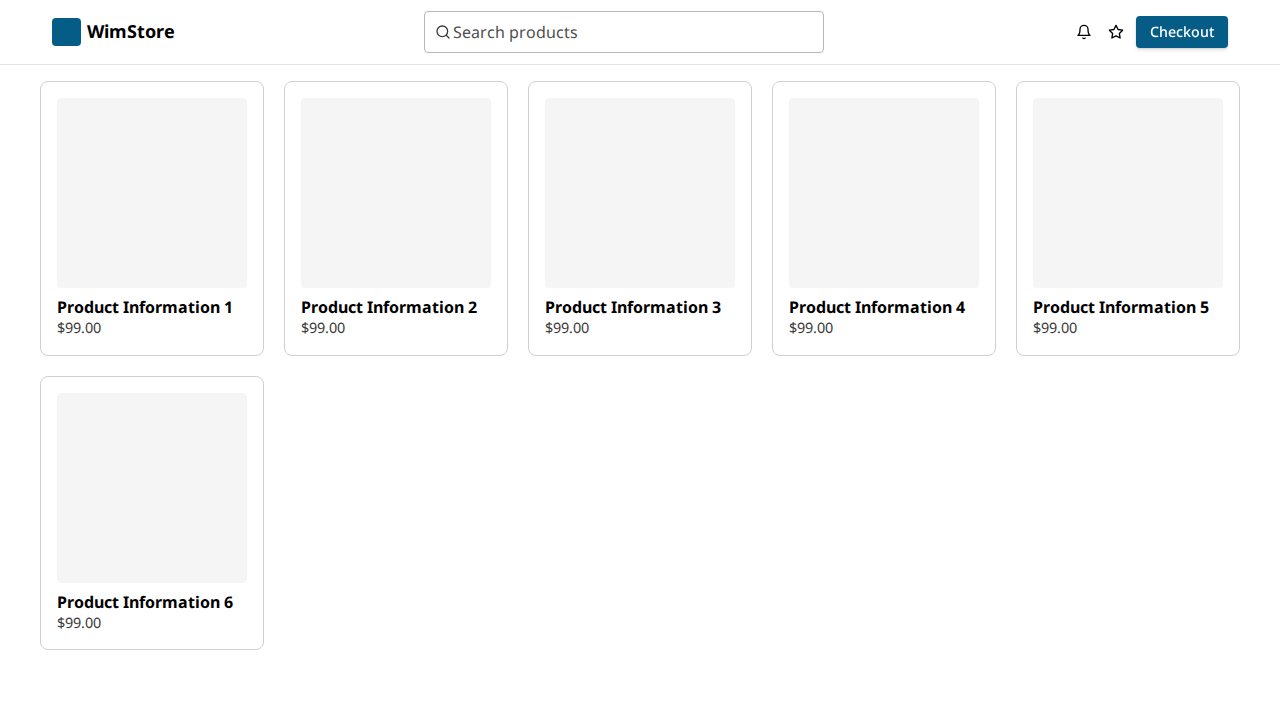 WimStore
Search products
Checkout
Product Information 1
$99.00
Product Information 2
$99.00
Product Information 3
$99.00
Product Information 4
$99.00
Product Information 5
$99.00
Product Information 6
$99.00